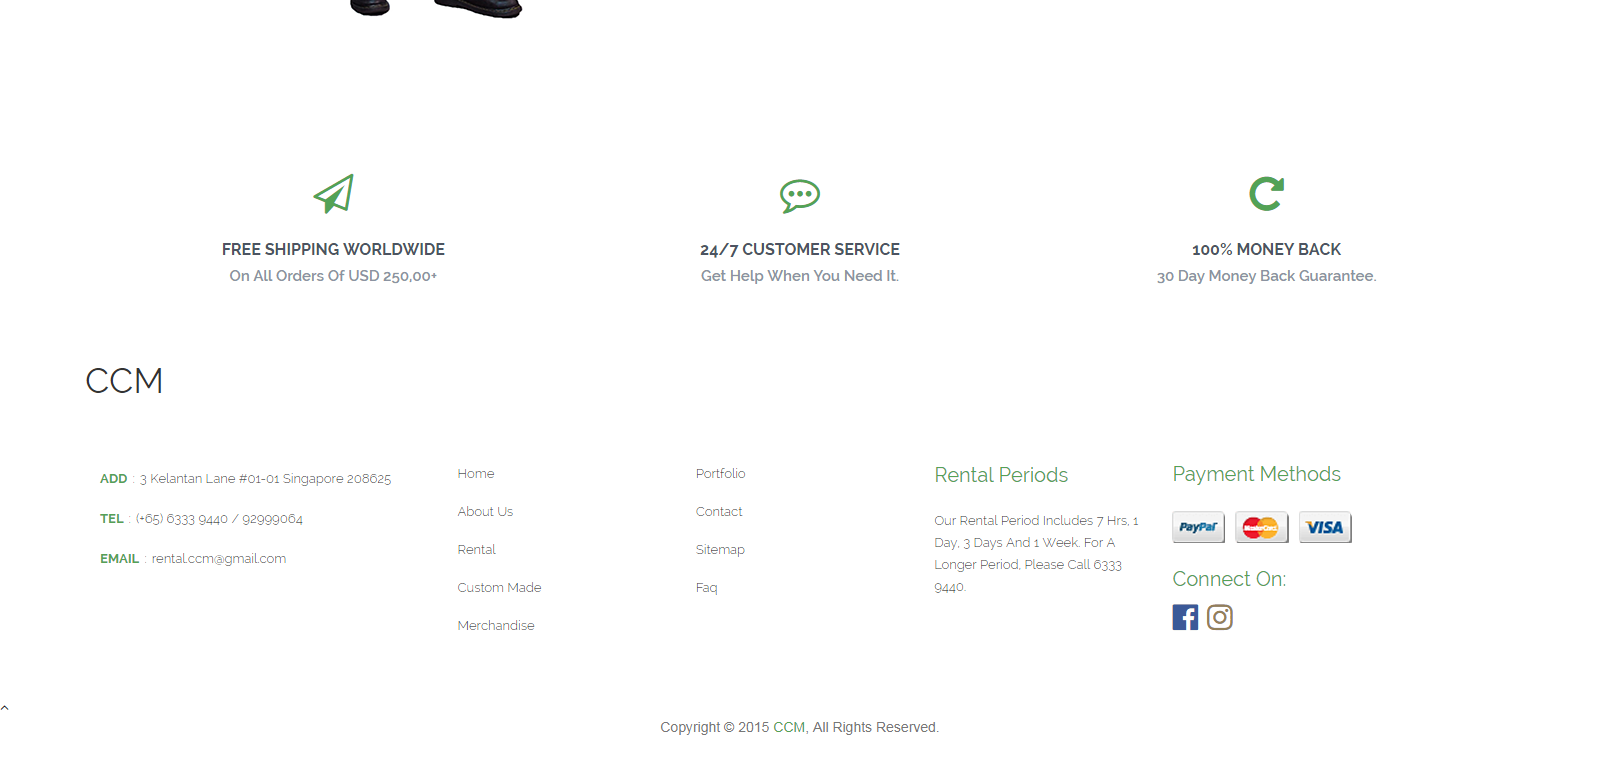 FREE SHIPPING WORLDWIDE
On All Orders Of USD 250,00+
24/7 CUSTOMER SERVICE
Get Help When You Need It.
100% MONEY BACK
30 Day Money Back Guarantee.
CCM
ADD : 3 Kelantan Lane #01-01 Singapore 208625
TEL : (+65) 6333 9440 / 92999064
EMAIL : rental.ccm@gmail.com
Home
About Us
Rental
Custom Made
Merchandise
Portfolio
Contact
Sitemap
Faq
Rental Periods
Our Rental Period Includes 7 Hrs, 1
Day, 3 Days And 1 Week. For A
Longer Period, Please Call 6333
9440.
Payment Methods
PayPal
MasterCard
VISA
Connect On:
Copyright © 2015 CCM, All Rights Reserved.